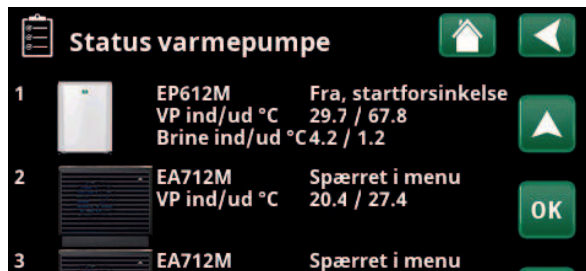 Status varmepumpe
1 EP612M Fra, startforsinkelse
VP ind/ud °C 29.7 / 67.8
Brine ind/ud °C 4.2 / 1.2
2 EA712M Spærret i menu
VP ind/ud °C 20.4 / 27.4
OK
3 EA712M Spærret i menu